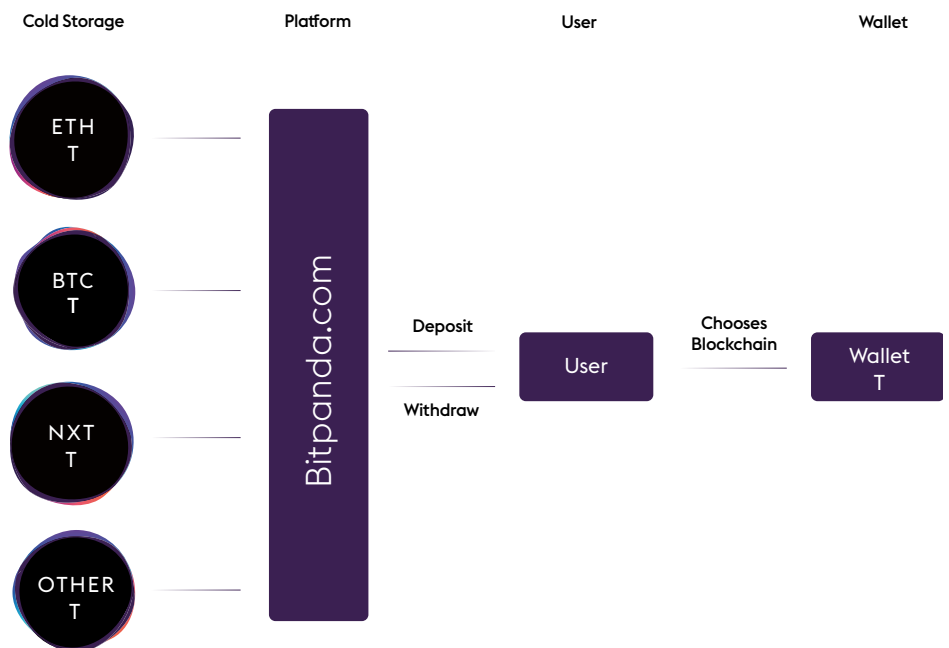 Cold Storage
Platform
User
Wallet
ETH
T
BTC
T
NXT
T
OTHER
T
Bitpanda.com
Deposit
Withdraw
User
Chooses
Blockchain
Wallet
T